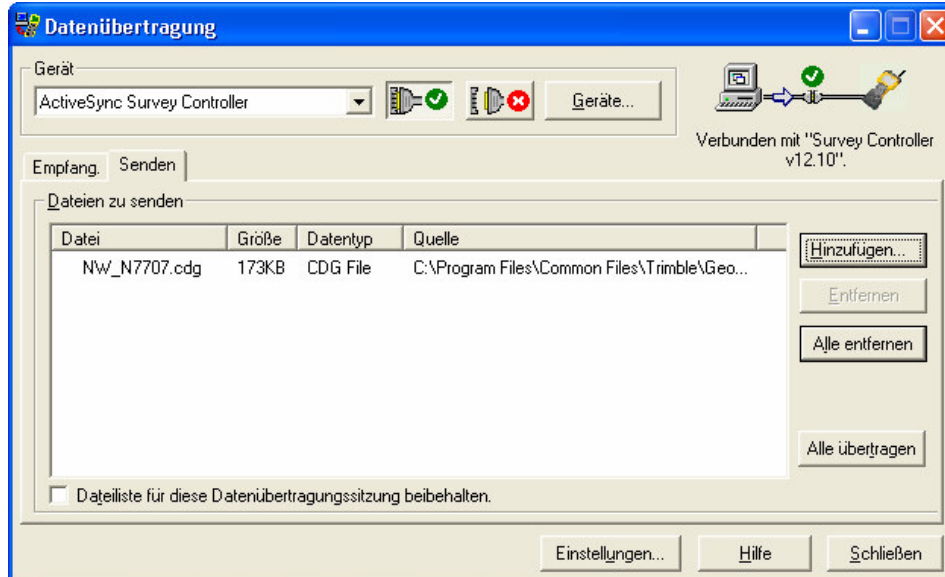 Datenübertragung
Gerät
ActiveSync Survey Controller
Geräte...
Verbunden mit "Survey Controller
v12.10".
Empfang. Senden
Dateien zu senden
Datei Größe Datentyp Quelle
NW_N7707.cdg 173KB CDG File C:\Program Files\Common Files\Trimble\Geo...
Hinzufügen...
Entfernen
Alle entfernen
Alle übertragen
Dateiliste für diese Datenübertragungssitzung beibehalten.
Einstellungen... Hilfe Schließen